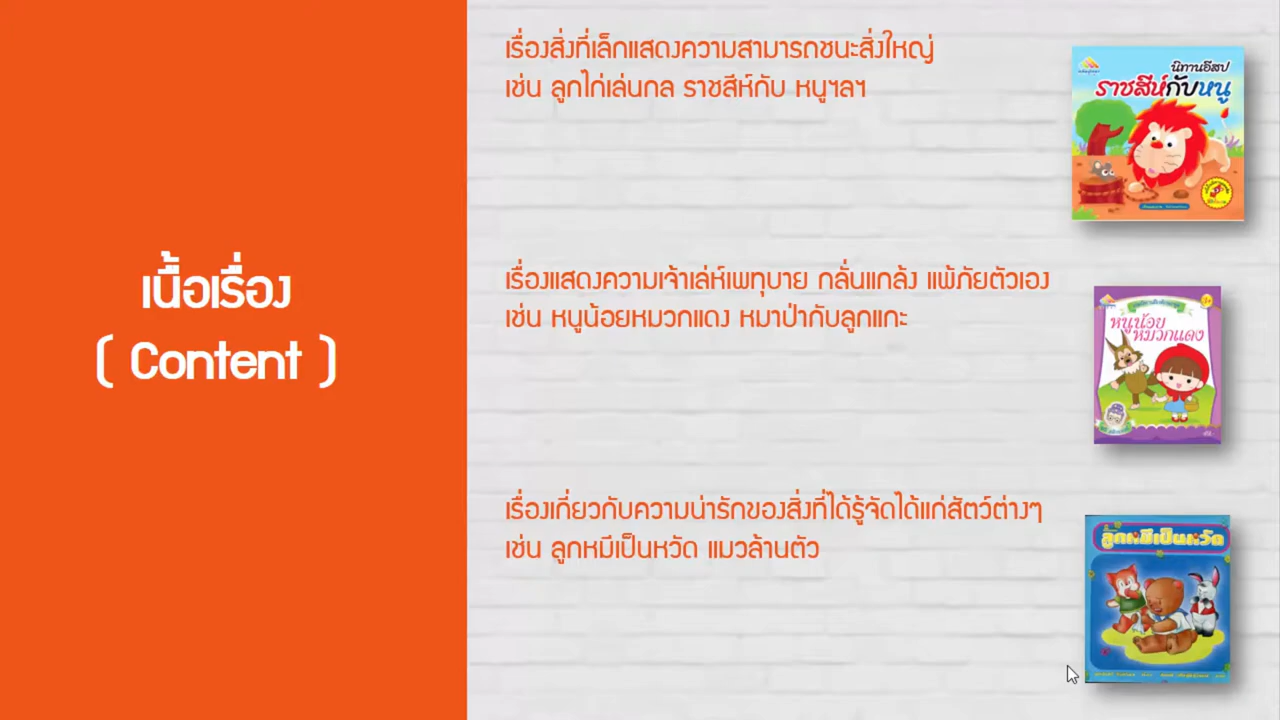 เนื้อเรื่อง
( Content )
เรื่องสิ่งที่เล็กแสดงความสามารถชนะสิ่งใหญ่
เช่น ลูกไก่เล่นกล ราชสีห์กับ หนูฯลฯ
นิทานอีสป
ราชสีห์กับหนู
เรื่องแสดงความเจ้าเล่ห์เพทุบาย กลั่นแกล้ง แพ้ภัยตัวเอง
เช่น หนูน้อยหมวกแดง หมาป่ากับลูกแกะ
หนูน้อย
หมวกแดง
เรื่องเกี่ยวกับความน่ารักของสิ่งที่ได้รู้จัดได้แก่สัตว์ต่างๆ
เช่น ลูกหมีเป็นหวัด แมวล้านตัว
ลูกหมีเป็นหวัด